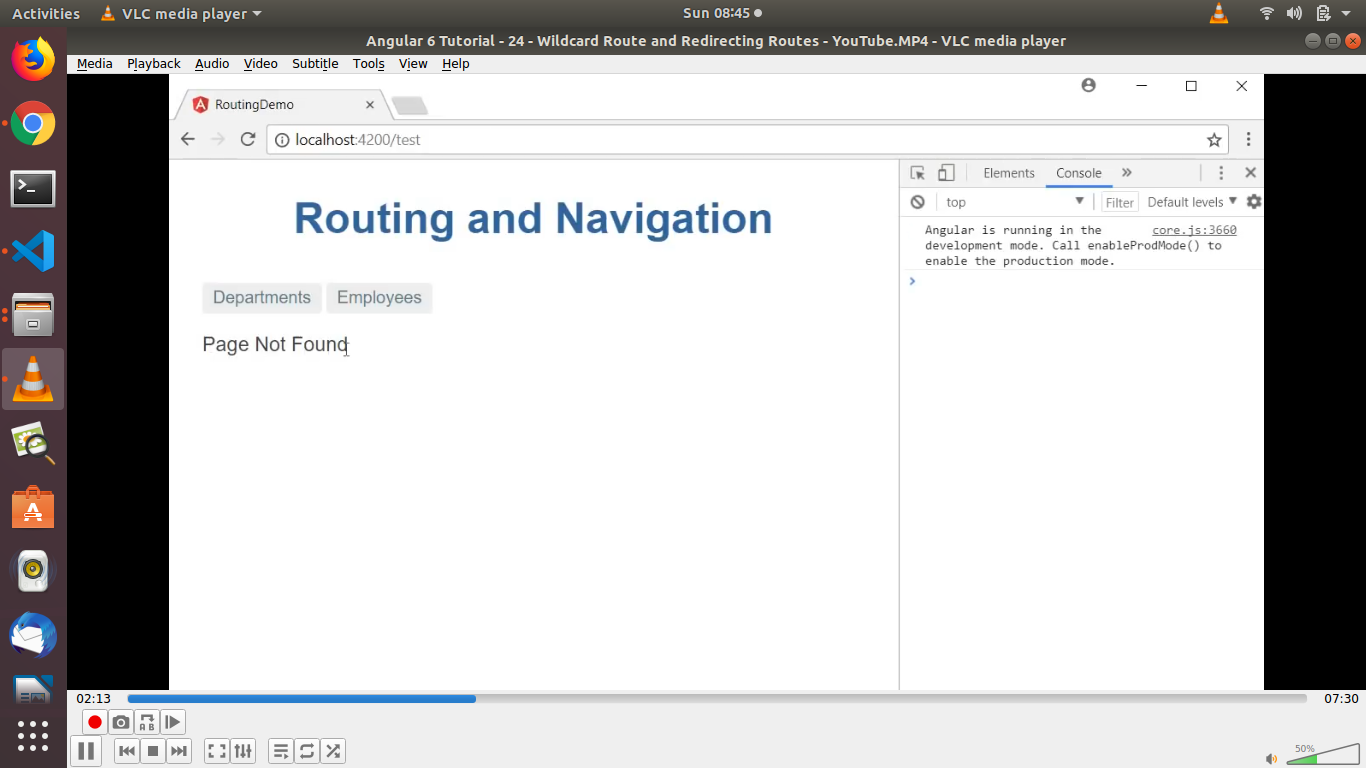 Activities VLC media player Sun 08:45
Angular 6 Tutorial - 24 - Wildcard Route and Redirecting Routes - YouTube.MP4 - VLC media player
Media Playback Audio Video Subtitle Tools View Help
RoutingDemo
localhost:4200/test
Elements Console »
top Filter Default levels
Routing and Navigation
Departments Employees
Page Not Found
Angular is running in the core.js:3660
development mode. Call enableProdMode() to
enable the production mode.
02:13 07:30
A B
50%